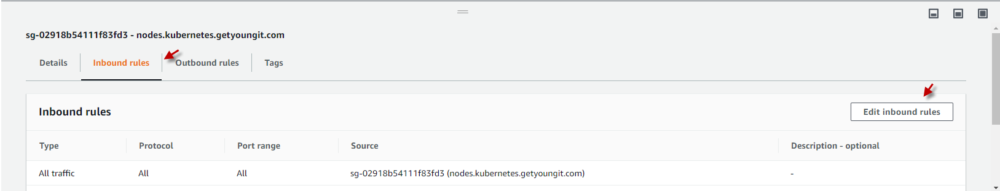 sg-02918b54111f83fd3 - nodes.kubernetes.getyoungit.com
Details Inbound rules Outbound rules Tags
Inbound rules Edit inbound rules
Type Protocol Port range Source Description - optional
All traffic All All sg-02918b54111f83fd3 (nodes.kubernetes.getyoungit.com) -